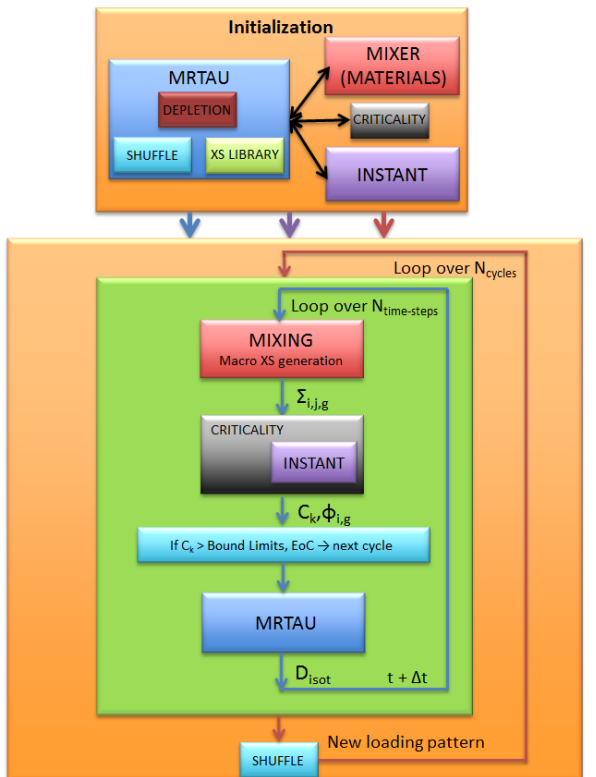 Initialization
MRTAU
DEPLETION
SHUFFLE
XS LIBRARY
MIXER
(MATERIALS)
CRITICALITY
INSTANT
Loop over Ncycles
Loop over Ntime-steps
MIXING
Macro XS generation
Σi,j,g
CRITICALITY
INSTANT
Ck,ϕi,g
If Ck > Bound Limits, EoC → next cycle
MRTAU
Disot
t + Δt
New loading pattern
SHUFFLE